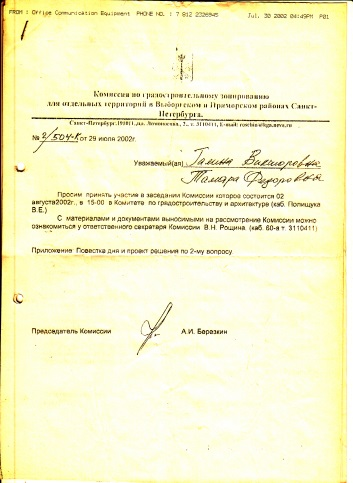 FROM : Office Communication Equipment PHONE NO. : 7 812 2326945 Jul. 30 2002 04:49PM P01
1
Комиссия по градостроительному зонированию
для отдельных территорий в Выборгском и Приморском районах Санкт-
Петербурга.
Санкт-Петербург, пл. Ломоносова, 2, т. 3110411, E-mail:
№ 2/504-К от 29 июля 2002г.
Уважаемый(ая) Галина Викторовна
Тамара Федоровна
Просим принять участие в заседании Комиссии которое состоится 02
августа2002г., в 15-00 в Комитете по градостроительству и архитектуре (каб. Полищука
В.Е.)
С материалами и документами выносимыми на рассмотрение Комиссии можно
ознакомиться у ответственного секретаря Комиссии В.Н. Рощина (каб. 60-а т. 3110411)
Приложение Повестка дня и проект решения по 2-му вопросу.
Председатель Комиссии А.И. Березкин